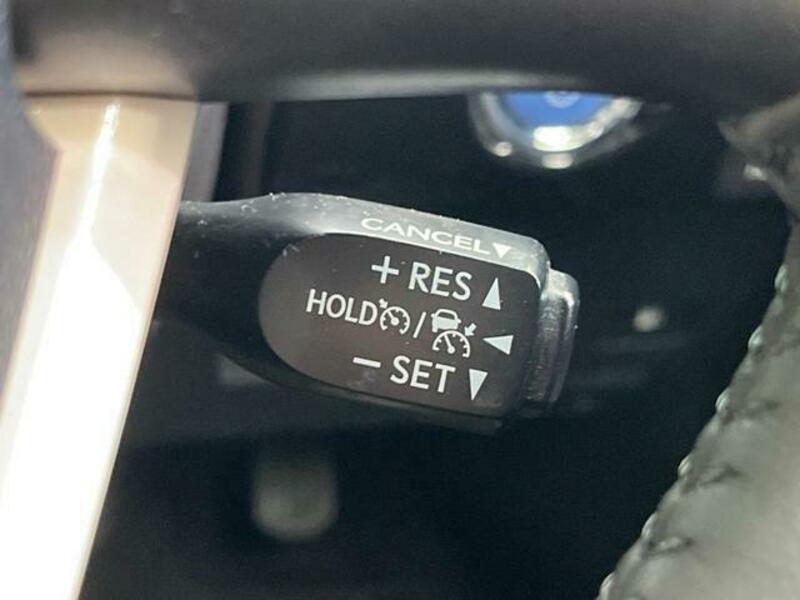 CANCEL▼
+ RES ▲
HOLD / ◀
− SET ▼